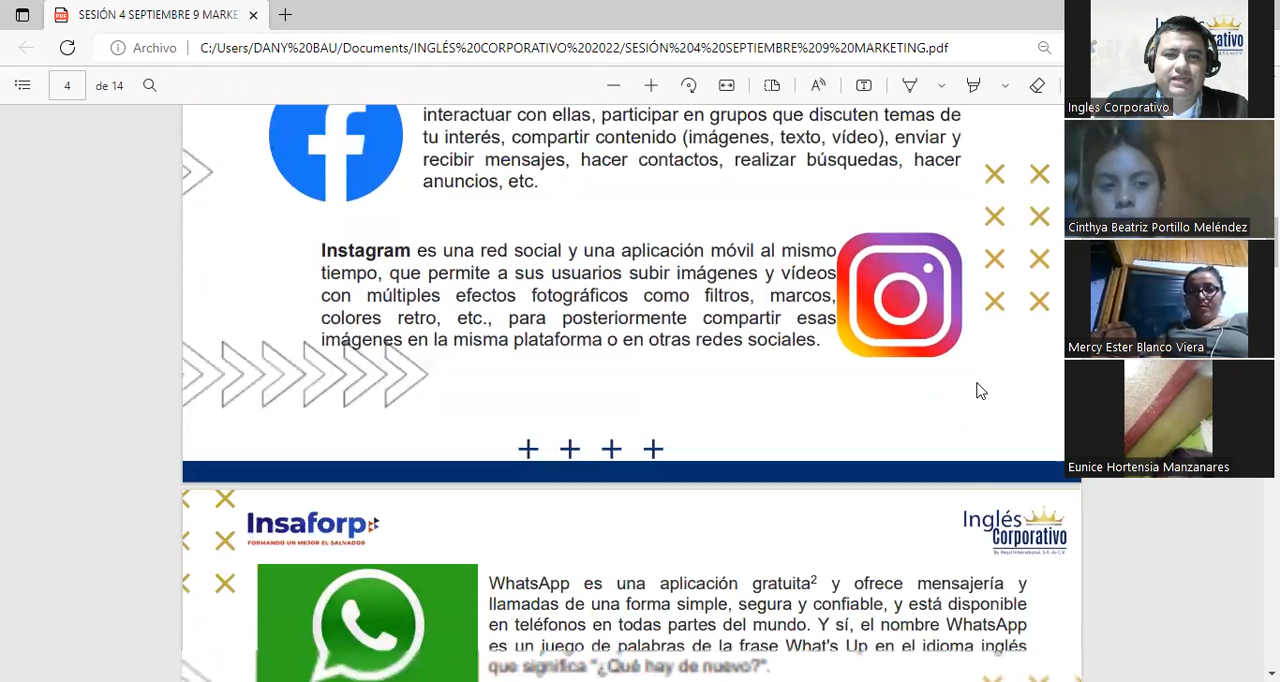 SESIÓN 4 SEPTIEMBRE 9 MARKE
Archivo
C:/Users/DANY%20BAU/Documents/INGLÉS%20CORPORATIVO%202022/SESIÓN%204%20SEPTIEMBRE%209%20MARKETING.pdf
4 de 14
interactuar con ellas, participar en grupos que discuten temas de
tu interés, compartir contenido (imágenes, texto, vídeo), enviar y
recibir mensajes, hacer contactos, realizar búsquedas, hacer
anuncios, etc.
Instagram es una red social y una aplicación móvil al mismo
tiempo, que permite a sus usuarios subir imágenes y vídeos
con múltiples efectos fotográficos como filtros, marcos,
colores retro, etc., para posteriormente compartir esas
imágenes en la misma plataforma o en otras redes sociales.
Insaforp
FORMANDO UN MEJOR EL SALVADOR
Inglés
Corporativo
By Regal International, S.A. de C.V.
WhatsApp es una aplicación gratuita² y ofrece mensajería y
llamadas de una forma simple, segura y confiable, y está disponible
en teléfonos en todas partes del mundo. Y sí, el nombre WhatsApp
es un juego de palabras de la frase What's Up en el idioma inglés
que significa "¿Qué hay de nuevo?".
Ingles Corporativo
Cinthya Beatriz Portillo Meléndez
Mercy Ester Blanco Viera
Eunice Hortensia Manzanares